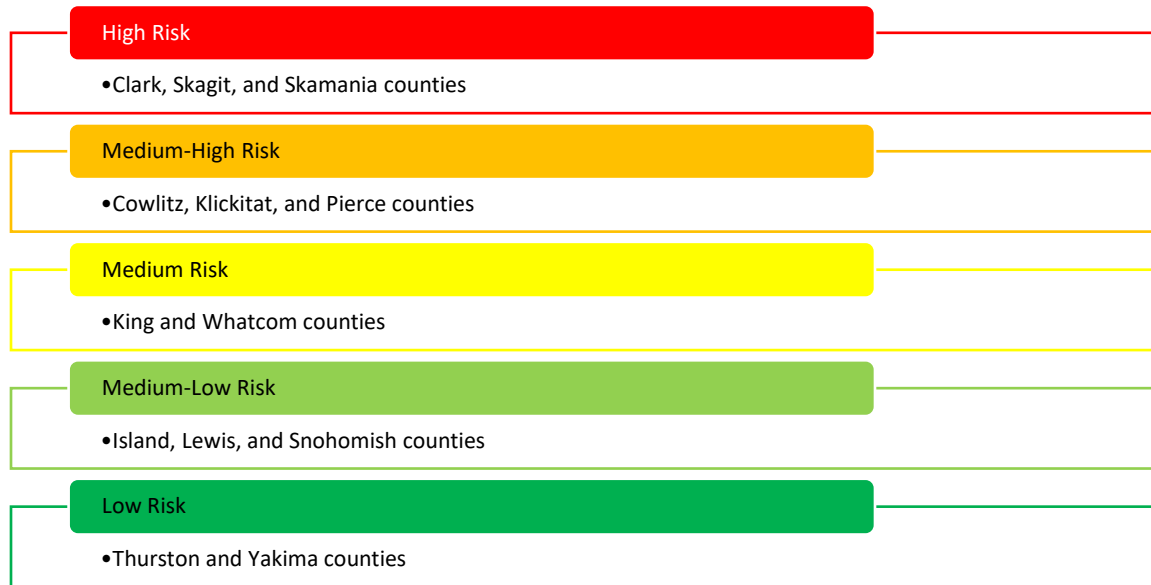 High Risk
•Clark, Skagit, and Skamania counties
Medium-High Risk
•Cowlitz, Klickitat, and Pierce counties
Medium Risk
•King and Whatcom counties
Medium-Low Risk
•Island, Lewis, and Snohomish counties
Low Risk
•Thurston and Yakima counties